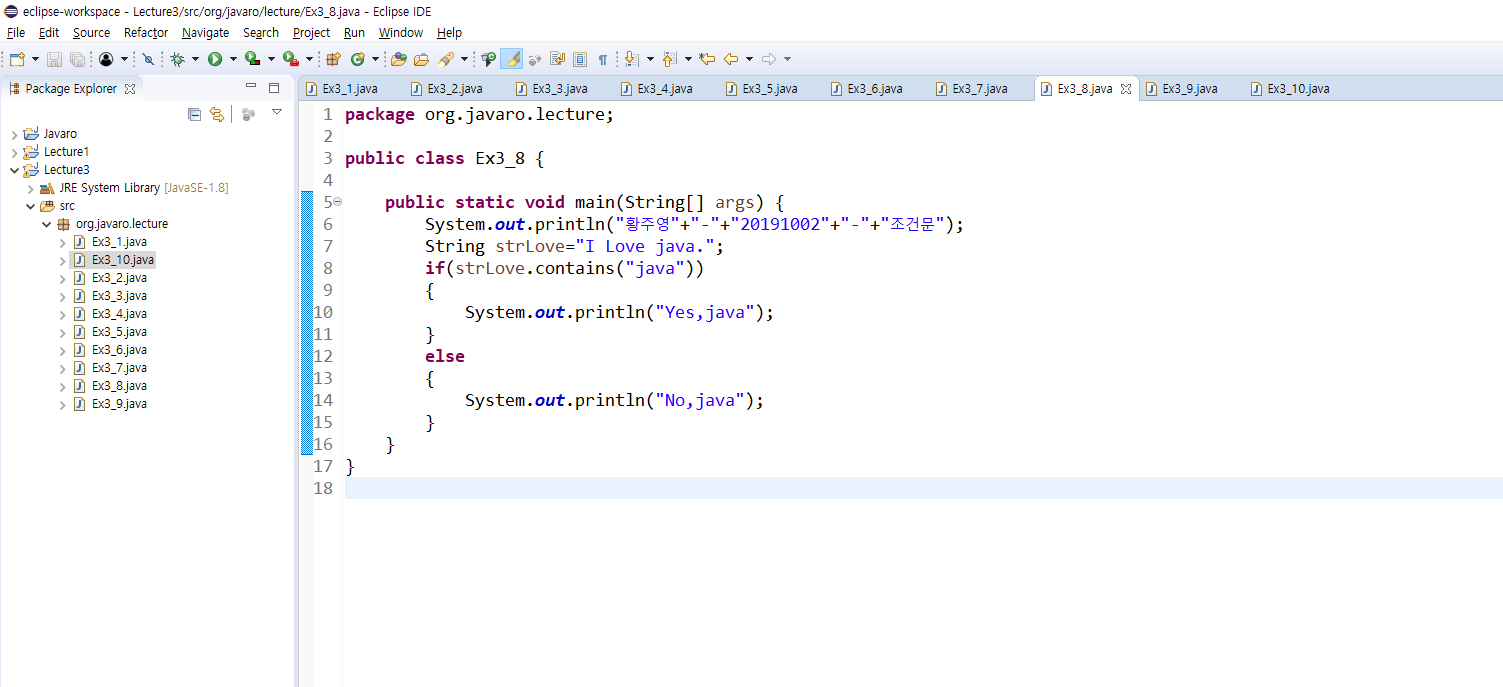 eclipse-workspace - Lecture3/src/org/javaro/lecture/Ex3_8.java - Eclipse IDE
File Edit Source Refactor Navigate Search Project Run Window Help
Package Explorer
Javaro
Lecture1
Lecture3
JRE System Library [JavaSE-1.8]
src
org.javaro.lecture
Ex3_1.java
Ex3_10.java
Ex3_2.java
Ex3_3.java
Ex3_4.java
Ex3_5.java
Ex3_6.java
Ex3_7.java
Ex3_8.java
Ex3_9.java
Ex3_1.java Ex3_2.java Ex3_3.java Ex3_4.java Ex3_5.java Ex3_6.java Ex3_7.java Ex3_8.java Ex3_9.java Ex3_10.java
1 package org.javaro.lecture;
2
3 public class Ex3_8 {
4
5     public static void main(String[] args) {
6         System.out.println("황주영"+"-"+"20191002"+"-"+"조건문");
7         String strLove="I Love java.";
8         if(strLove.contains("java"))
9         {
10             System.out.println("Yes,java");
11         }
12         else
13         {
14             System.out.println("No,java");
15         }
16     }
17 }
18